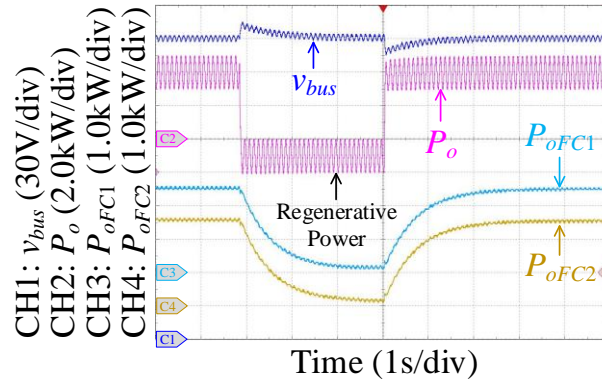 CH1: v_bus (30V/div)
CH2: P_o (2.0kW/div)
CH3: P_oFC1 (1.0kW/div)
CH4: P_oFC2 (1.0kW/div)
v_bus
C2
P_o
P_oFC1
Regenerative
Power
C3
P_oFC2
C4
C1
Time (1s/div)